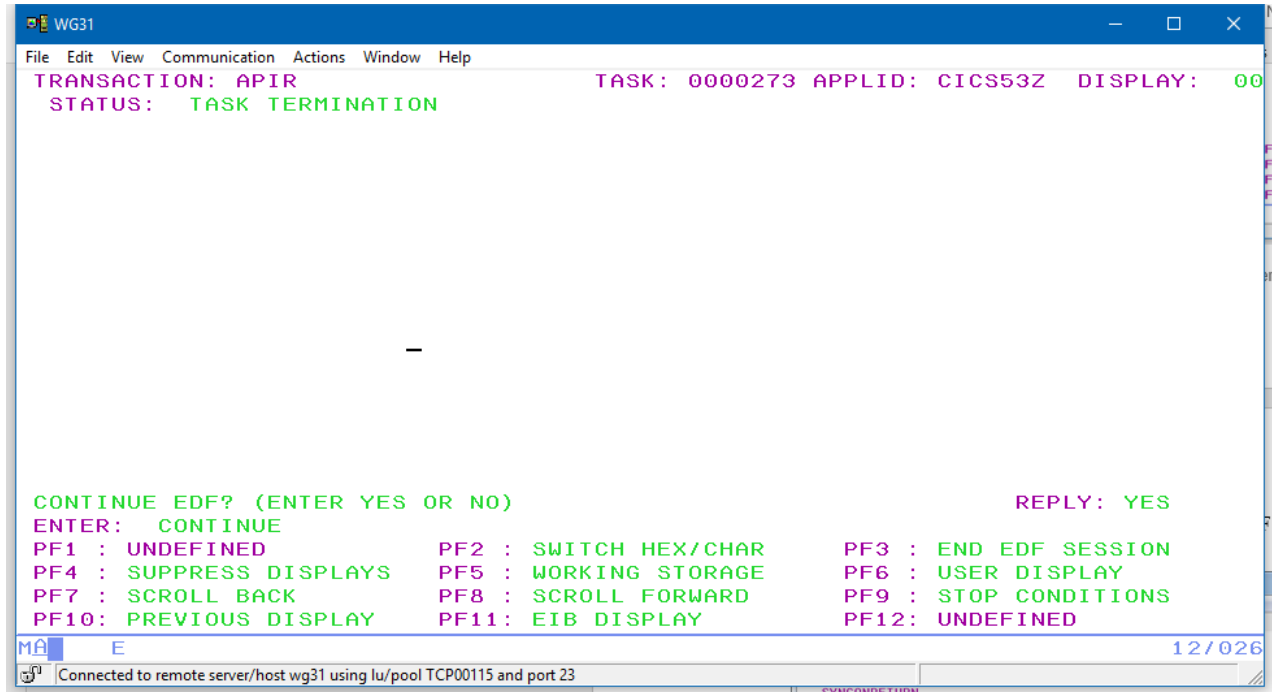 WG31
File Edit View Communication Actions Window Help
TRANSACTION: APIR TASK: 0000273 APPLID: CICS53Z DISPLAY: 00
STATUS: TASK TERMINATION
CONTINUE EDF? (ENTER YES OR NO) REPLY: YES
ENTER: CONTINUE
PF1 : UNDEFINED PF2 : SWITCH HEX/CHAR PF3 : END EDF SESSION
PF4 : SUPPRESS DISPLAYS PF5 : WORKING STORAGE PF6 : USER DISPLAY
PF7 : SCROLL BACK PF8 : SCROLL FORWARD PF9 : STOP CONDITIONS
PF10: PREVIOUS DISPLAY PF11: EIB DISPLAY PF12: UNDEFINED
MA E 12/026
Connected to remote server/host wg31 using lu/pool TCP00115 and port 23